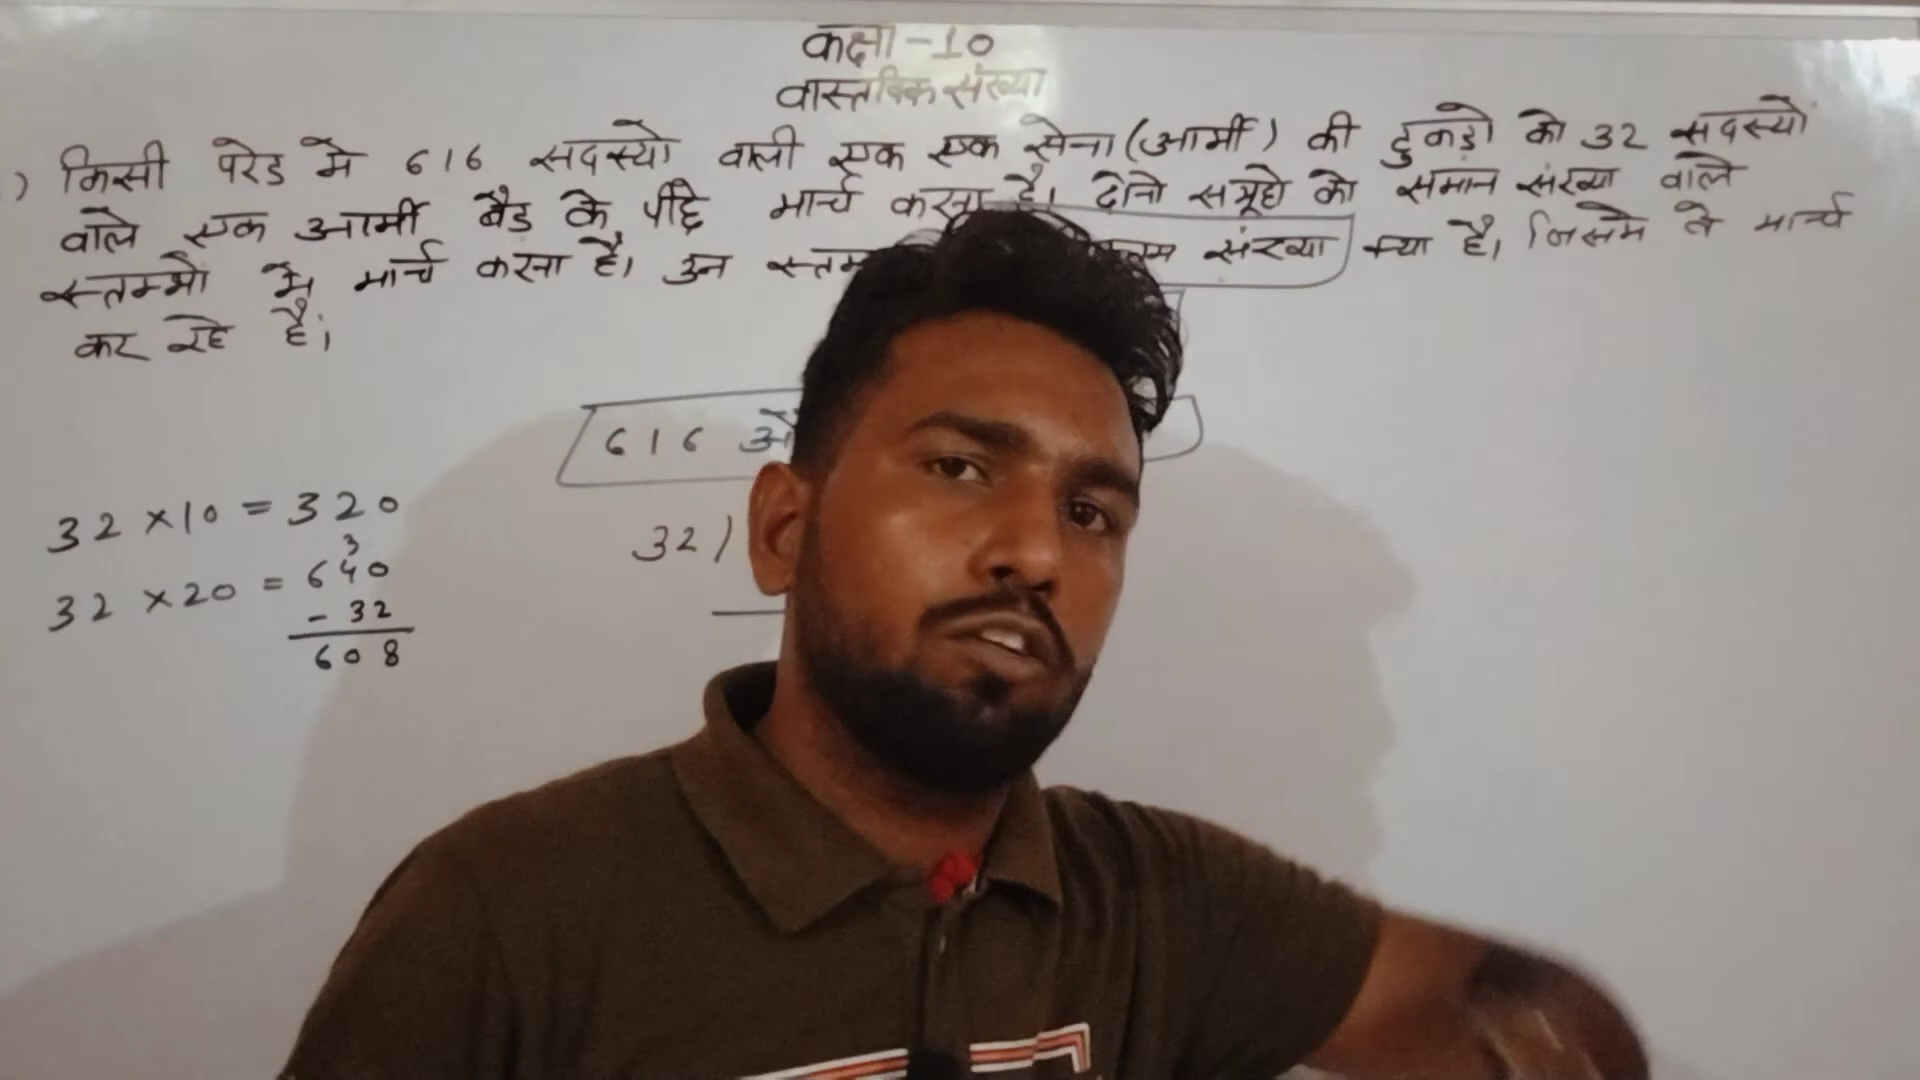 कक्षा - 10
वास्तविक संख्या
) किसी परेड मे 616 सदस्यो वाली एक एक सेना (आर्मी) की टुकड़ो को 32 सदस्यों
वाले एक आर्मी बैड के पीछे मार्च करना है। दोनो समूहो को समान संख्या वाले
स्तम्भो मे मार्च करना है। उन संख्या क्या है। जिसमे वे मार्च
कर रहे है।
616
32 × 10 = 320
32)
3
32 × 20 = 640
- 32
608